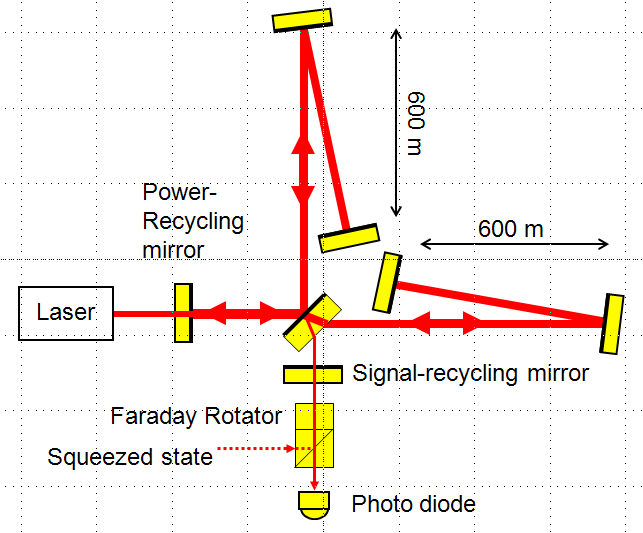 600 m
Power-
Recycling
mirror
600 m
Laser
Signal-recycling mirror
Faraday Rotator
Squeezed state
Photo diode